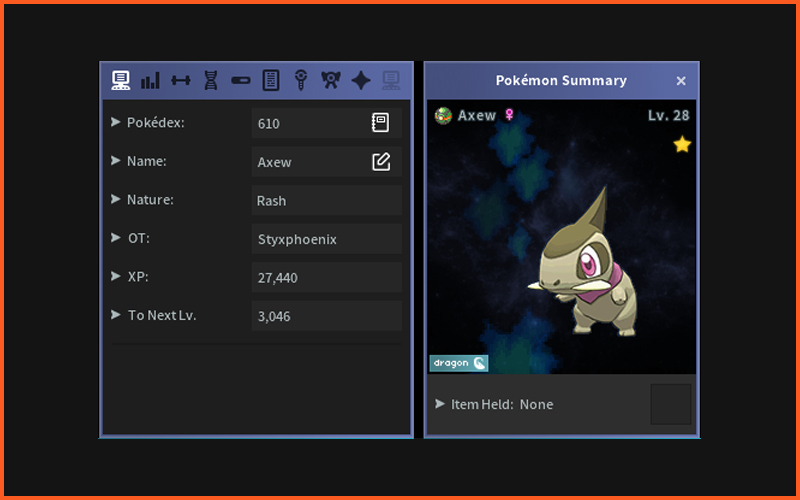 Pokédex: 610
Name: Axew
Nature: Rash
OT: Styxphoenix
XP: 27,440
To Next Lv. 3,046
Pokémon Summary ×
Axew ♀ Lv. 28
dragon
Item Held: None